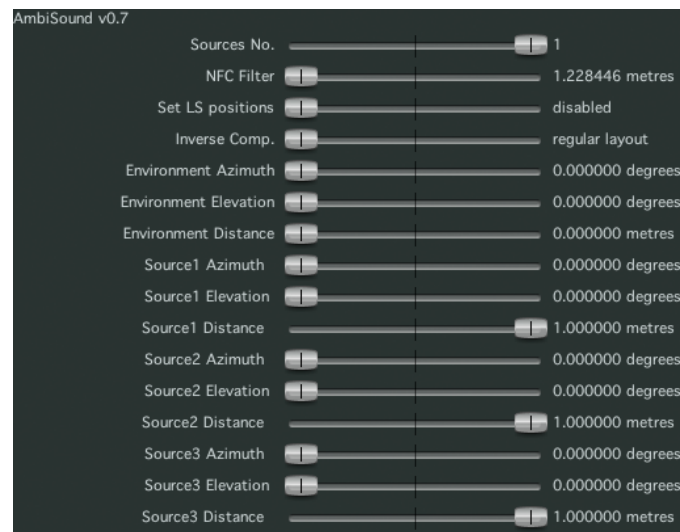 AmbiSound v0.7
Sources No. 1
NFC Filter 1.228446 metres
Set LS positions disabled
Inverse Comp. regular layout
Environment Azimuth 0.000000 degrees
Environment Elevation 0.000000 degrees
Environment Distance 0.000000 metres
Source1 Azimuth 0.000000 degrees
Source1 Elevation 0.000000 degrees
Source1 Distance 1.000000 metres
Source2 Azimuth 0.000000 degrees
Source2 Elevation 0.000000 degrees
Source2 Distance 1.000000 metres
Source3 Azimuth 0.000000 degrees
Source3 Elevation 0.000000 degrees
Source3 Distance 1.000000 metres